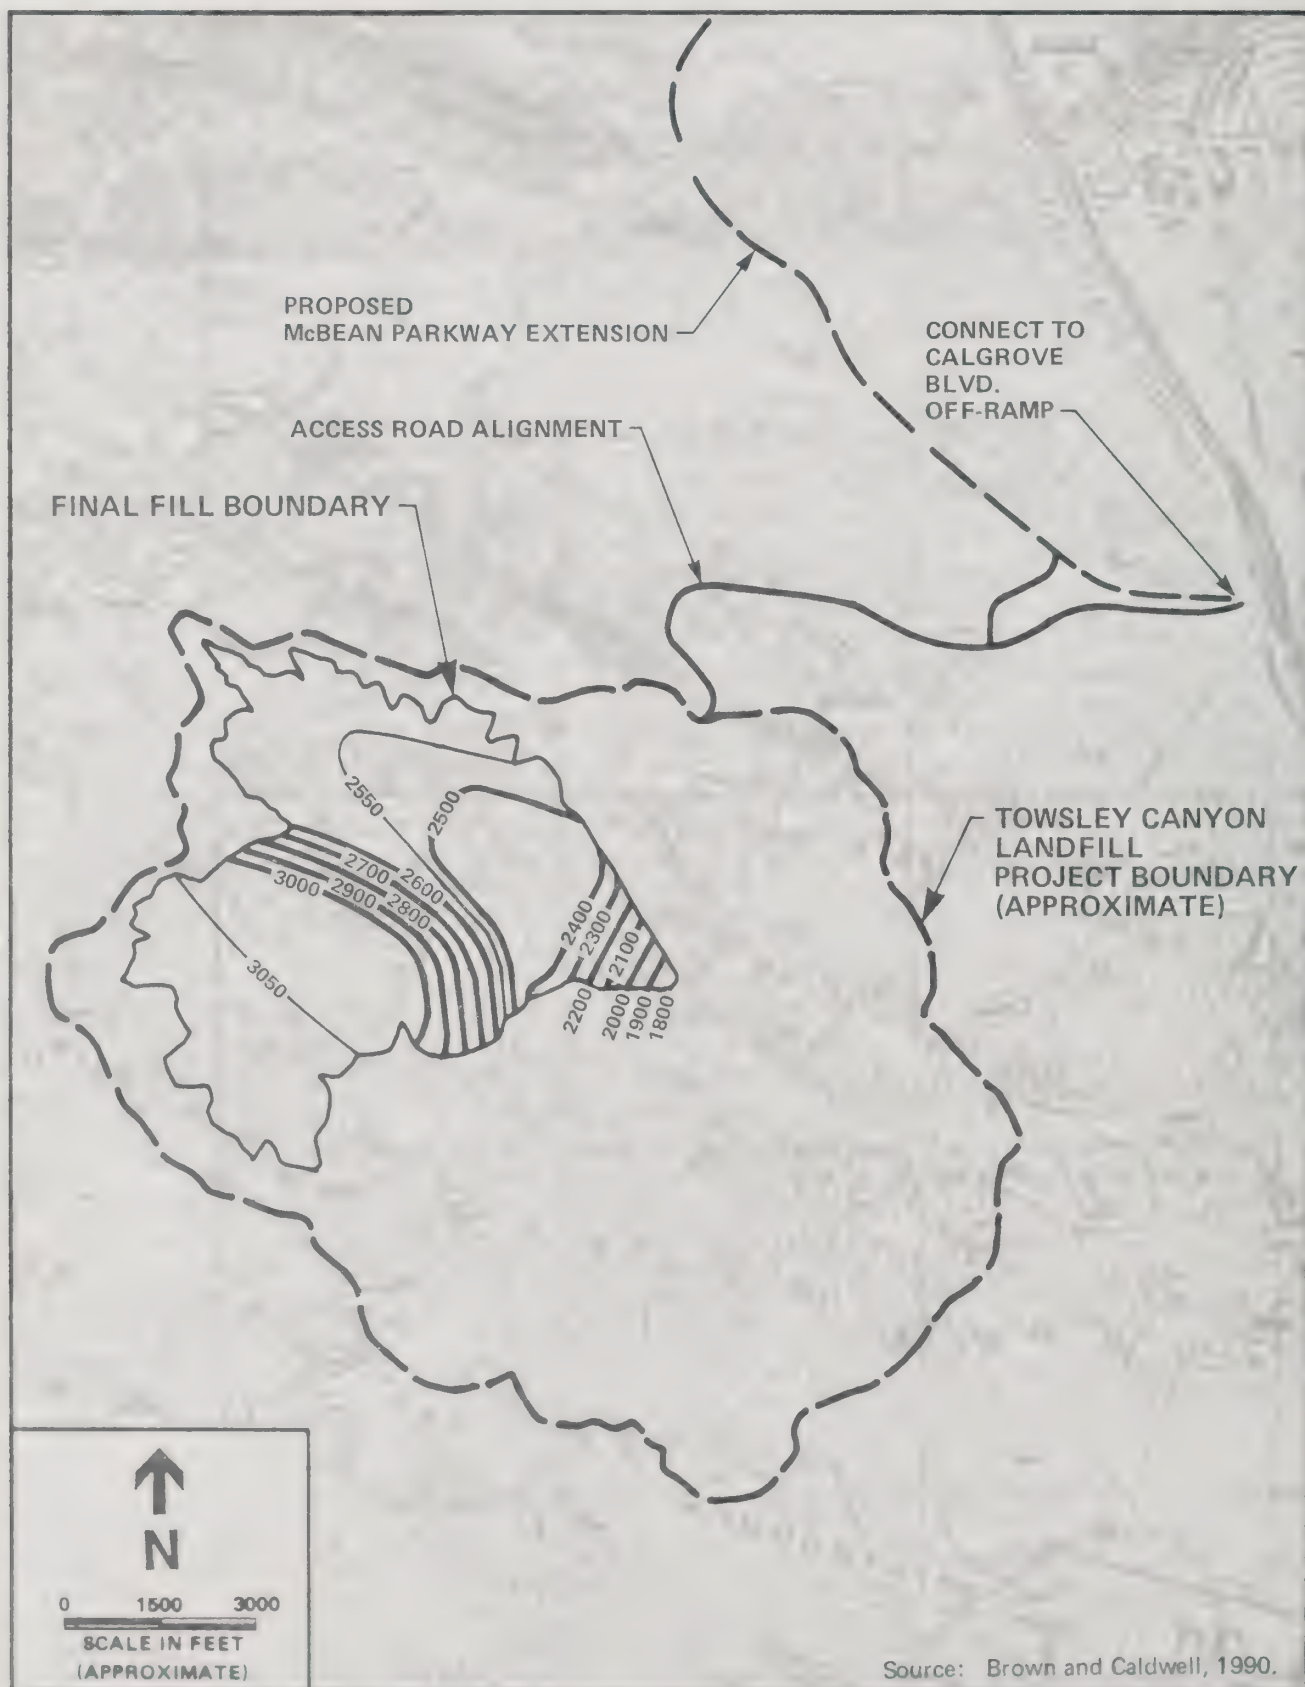 PROPOSED
McBEAN PARKWAY EXTENSION
CONNECT TO
CALGROVE
BLVD.
OFF-RAMP
ACCESS ROAD ALIGNMENT
FINAL FILL BOUNDARY
TOWSLEY CANYON
LANDFILL
PROJECT BOUNDARY
(APPROXIMATE)
2550
2500
2700
2600
3000
2900
2800
3050
2400
2300
2100
2200
2000
1900
1800
N
0 1500 3000
SCALE IN FEET
(APPROXIMATE)
Source: Brown and Caldwell, 1990.